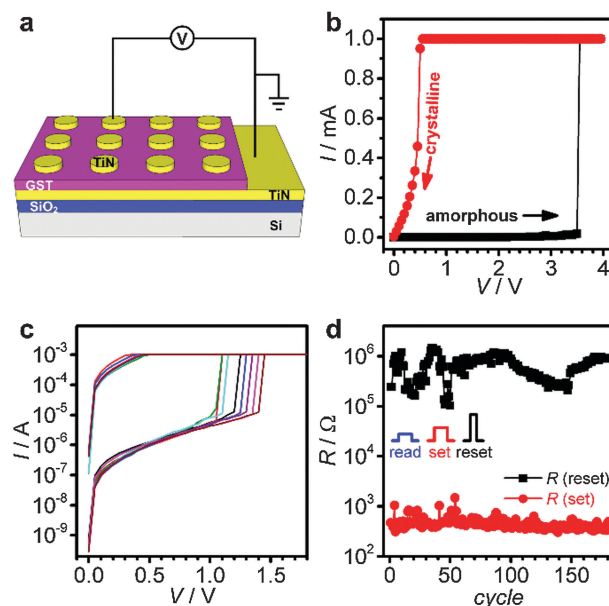 a
V
TiN
GST
TiN
SiO₂
Si
b
1.0
0.8
0.6
0.4
0.2
0.0
I / mA
crystalline
amorphous
0 1 2 3 4
V / V
c
10⁻³
10⁻⁴
10⁻⁵
10⁻⁶
10⁻⁷
10⁻⁸
10⁻⁹
I / A
0.0 0.5 1.0 1.5
V / V
d
10⁶
10⁵
10⁴
10³
10²
R / Ω
read set reset
R (reset)
R (set)
0 50 100 150
cycle